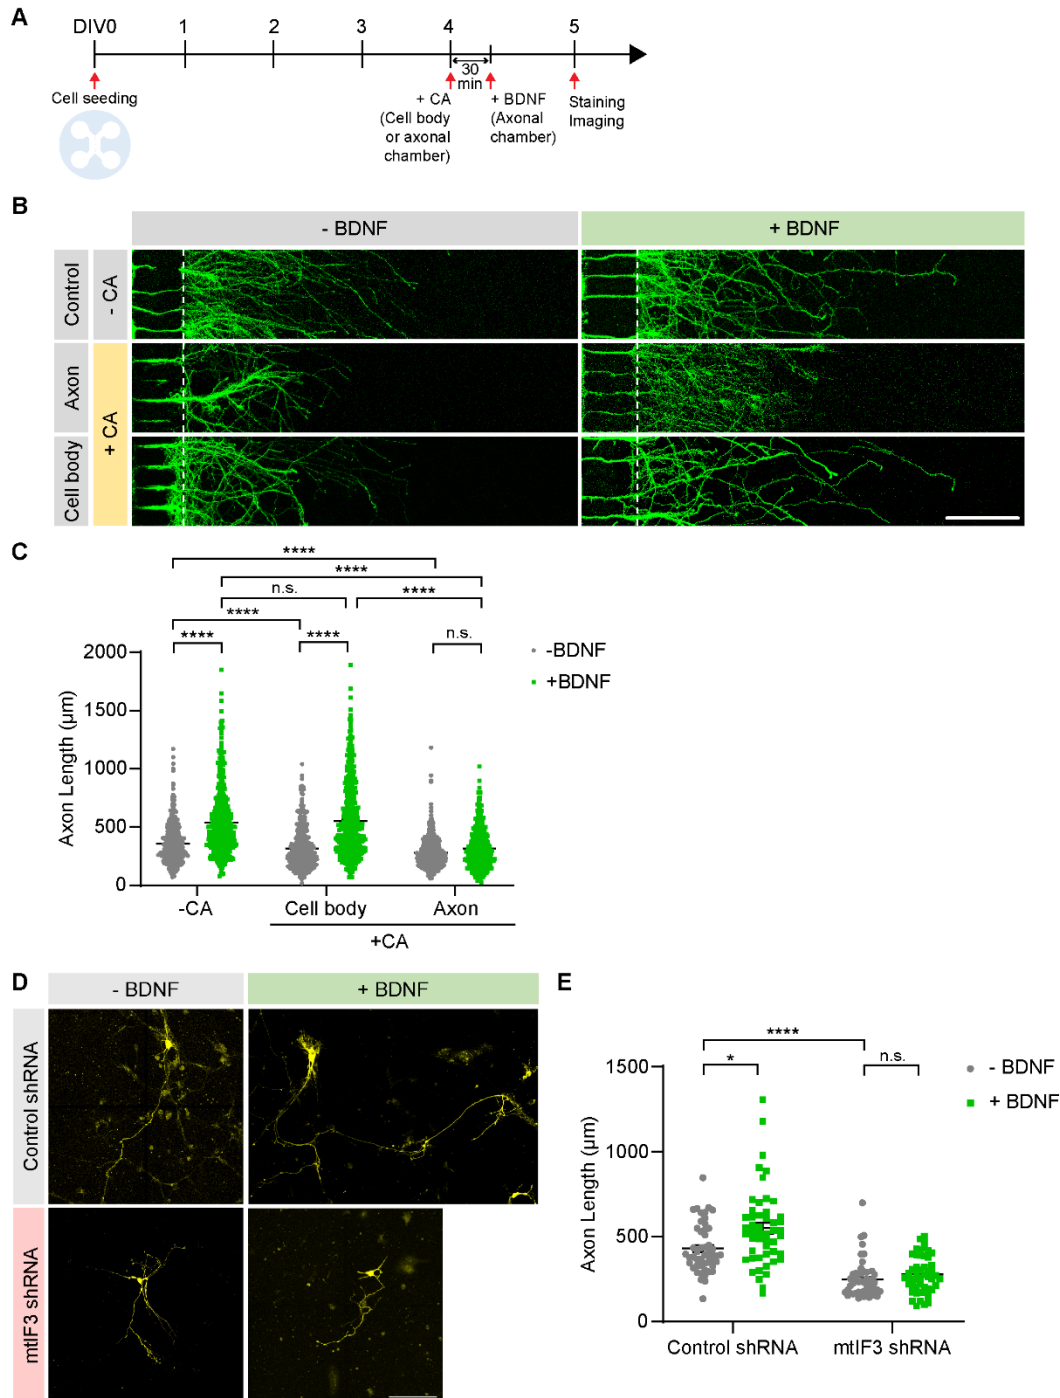 A
DIV0 1 2 3 4 5
30
min
Cell seeding
+ CA
(Cell body
or axonal
chamber)
+ BDNF
(Axonal
chamber)
Staining
Imaging
B
- BDNF + BDNF
Control
- CA
Axon
+ CA
Cell body
C
****
****
n.s. ****
****
**** **** n.s.
-BDNF
+BDNF
Axon Length (µm)
2000
1500
1000
500
0
-CA Cell body Axon
+CA
D
- BDNF + BDNF
Control shRNA
mtIF3 shRNA
E
****
* n.s.
- BDNF
+ BDNF
Axon Length (µm)
1500
1000
500
0
Control shRNA mtIF3 shRNA